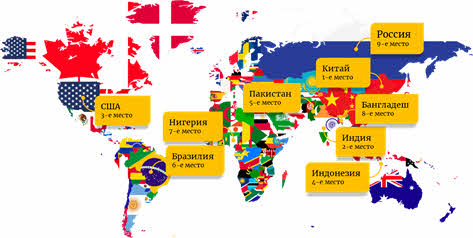 Россия
9-е место
Китай
1-е место
Пакистан
5-е место
США
3-е место
Бангладеш
8-е место
Нигерия
7-е место
Индия
2-е место
Бразилия
6-е место
Индонезия
4-е место